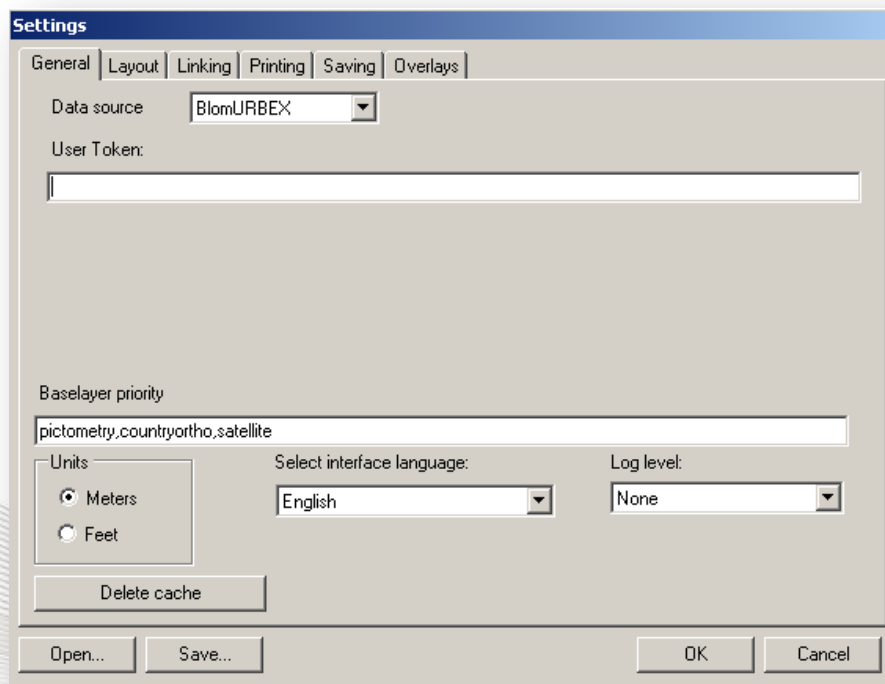 Settings
General Layout Linking Printing Saving Overlays
Data source BlomURBEX
User Token:
Baselayer priority
pictometry,countryortho,satellite
Units Select interface language: Log level:
Meters English None
Feet
Delete cache
Open... Save... OK Cancel